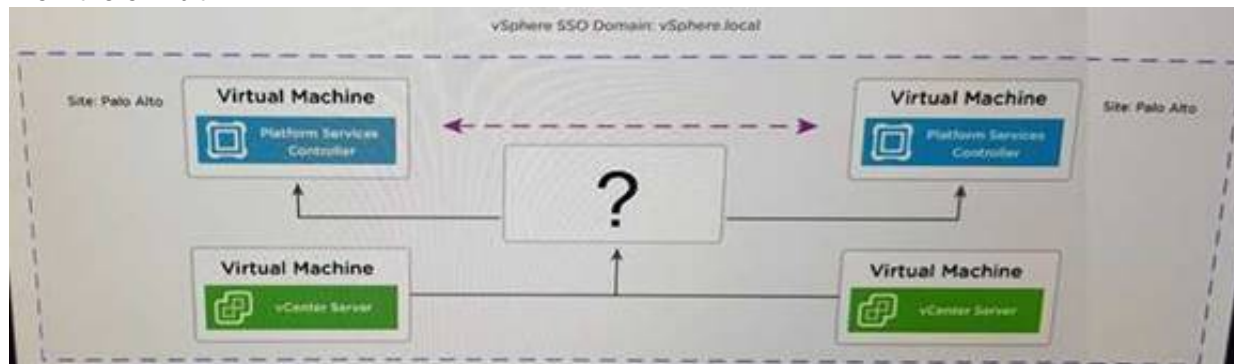 vSphere SSO Domain: vSphere.local
Site: Palo Alto
Virtual Machine
Platform Services
Controller
Virtual Machine
Platform Services
Controller
Site: Palo Alto
?
Virtual Machine
vCenter Server
Virtual Machine
vCenter Server